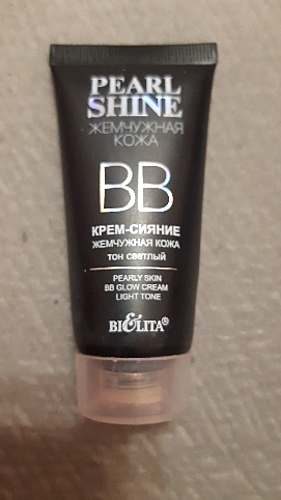 PEARL
SHINE
ЖЕМЧУЖНАЯ
КОЖА
BB
КРЕМ-СИЯНИЕ
ЖЕМЧУЖНАЯ КОЖА
ТОН СВЕТЛЫЙ
PEARLY SKIN
BB GLOW CREAM
LIGHT TONE
BIELITA®